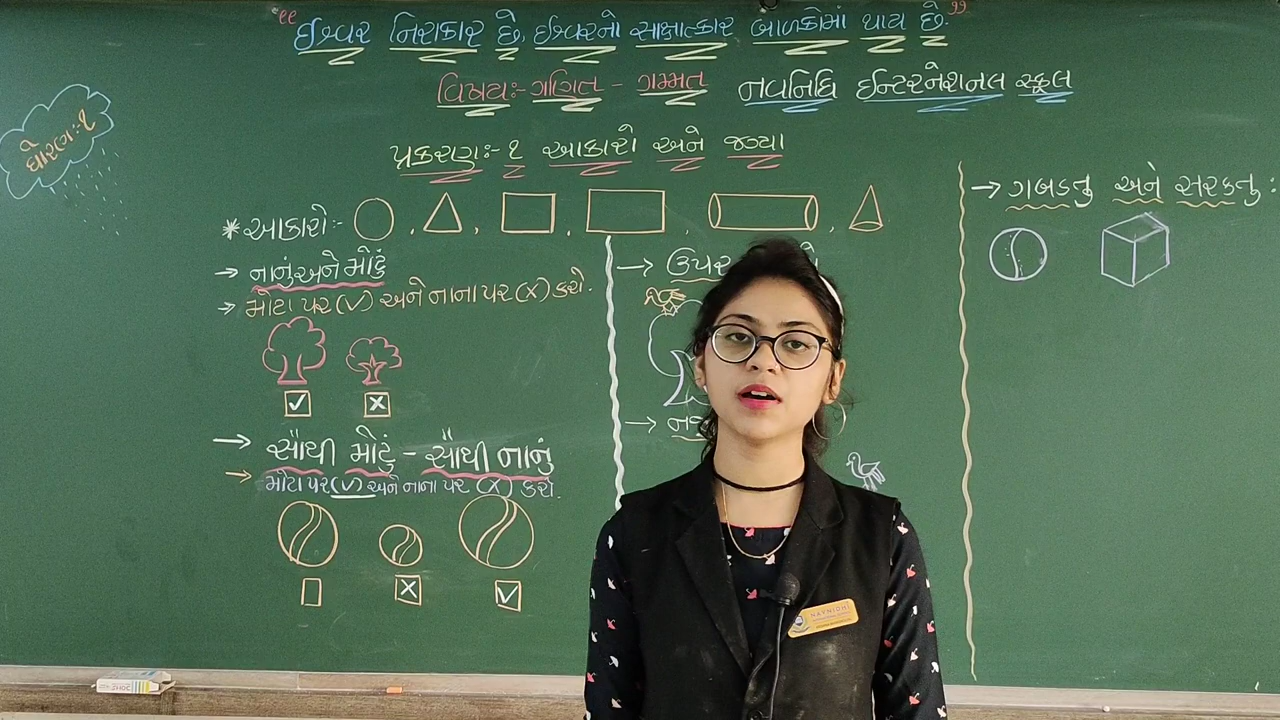 “ઈશ્વર નિરાકાર છે, ઈશ્વરનો સાક્ષાત્કાર બાળકોમાં થાય છે.”
વિષય:- ગણિત - ગમ્મત નવનિધિ ઈન્ટરનેશનલ સ્કૂલ
ધોરણ:-૧
પ્રકરણ:- ૧ આકારો અને જગ્યા
* આકારો:-
→ નાનું અને મોટું
→ મોટા પર (✓) અને નાના પર (X) કરો.
→ સૌથી મોટું - સૌથી નાનું
→ મોટા પર (✓) અને નાના પર (X) કરો.
→ ઉપર
→ ગબડતુ અને સરકતુ :
NAVNIDHI